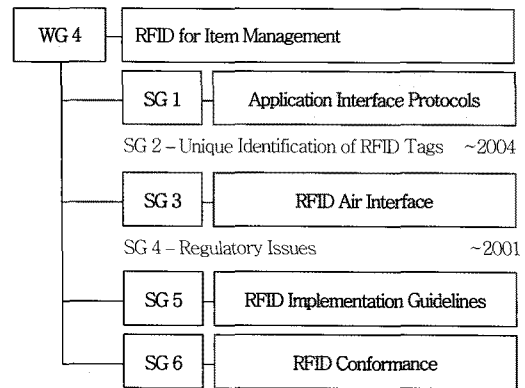 WG 4 RFID for Item Management
SG 1 Application Interface Protocols
SG 2 – Unique Identification of RFID Tags ~2004
SG 3 RFID Air Interface
SG 4 – Regulatory Issues ~2001
SG 5 RFID Implementation Guidelines
SG 6 RFID Conformance